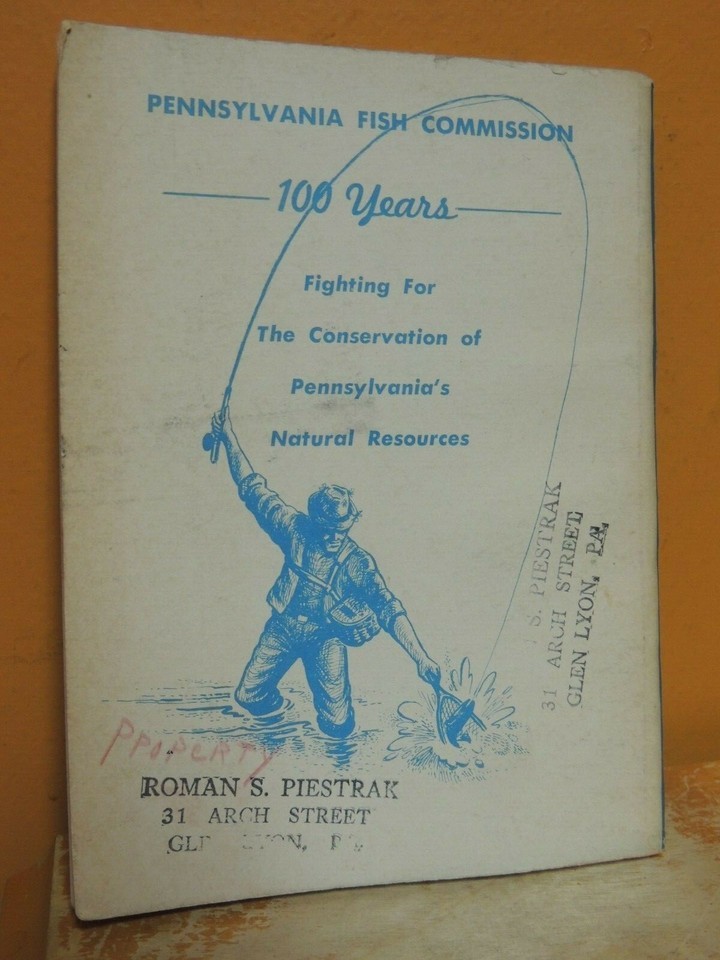 PENNSYLVANIA FISH COMMISSION
100 Years
Fighting For
The Conservation of
Pennsylvania's
Natural Resources
S. PIESTRAK
31 ARCH STREET
GLEN LYON, PA.
PROPERTY
ROMAN S. PIESTRAK
31 ARCH STREET